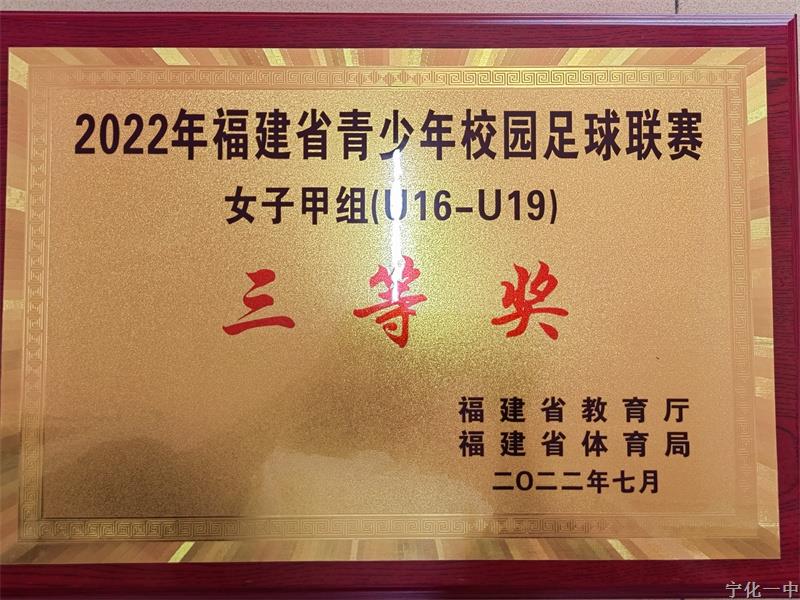 2022年福建省青少年校园足球联赛
女子甲组(U16-U19)
三等奖
福建省教育厅
福建省体育局
二〇二二年七月
宁化一中